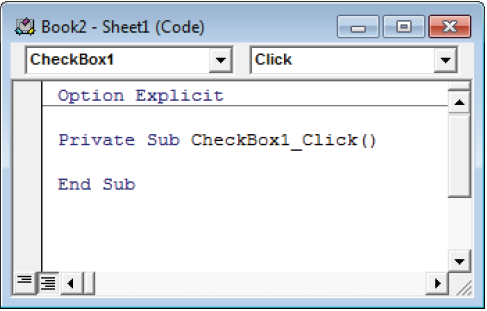 Book2 - Sheet1 (Code)
CheckBox1 Click
Option Explicit
Private Sub CheckBox1_Click()
End Sub